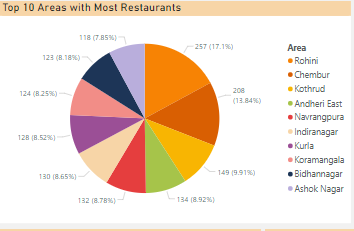 Top 10 Areas with Most Restaurants
118 (7.85%)
257 (17.1%)
123 (8.18%)
124 (8.25%)
208
(13.84%)
128 (8.52%)
130 (8.65%)
149 (9.91%)
132 (8.78%)
134 (8.92%)
Area
Rohini
Chembur
Kothrud
Andheri East
Navrangpura
Indiranagar
Kurla
Koramangala
Bidhannagar
Ashok Nagar